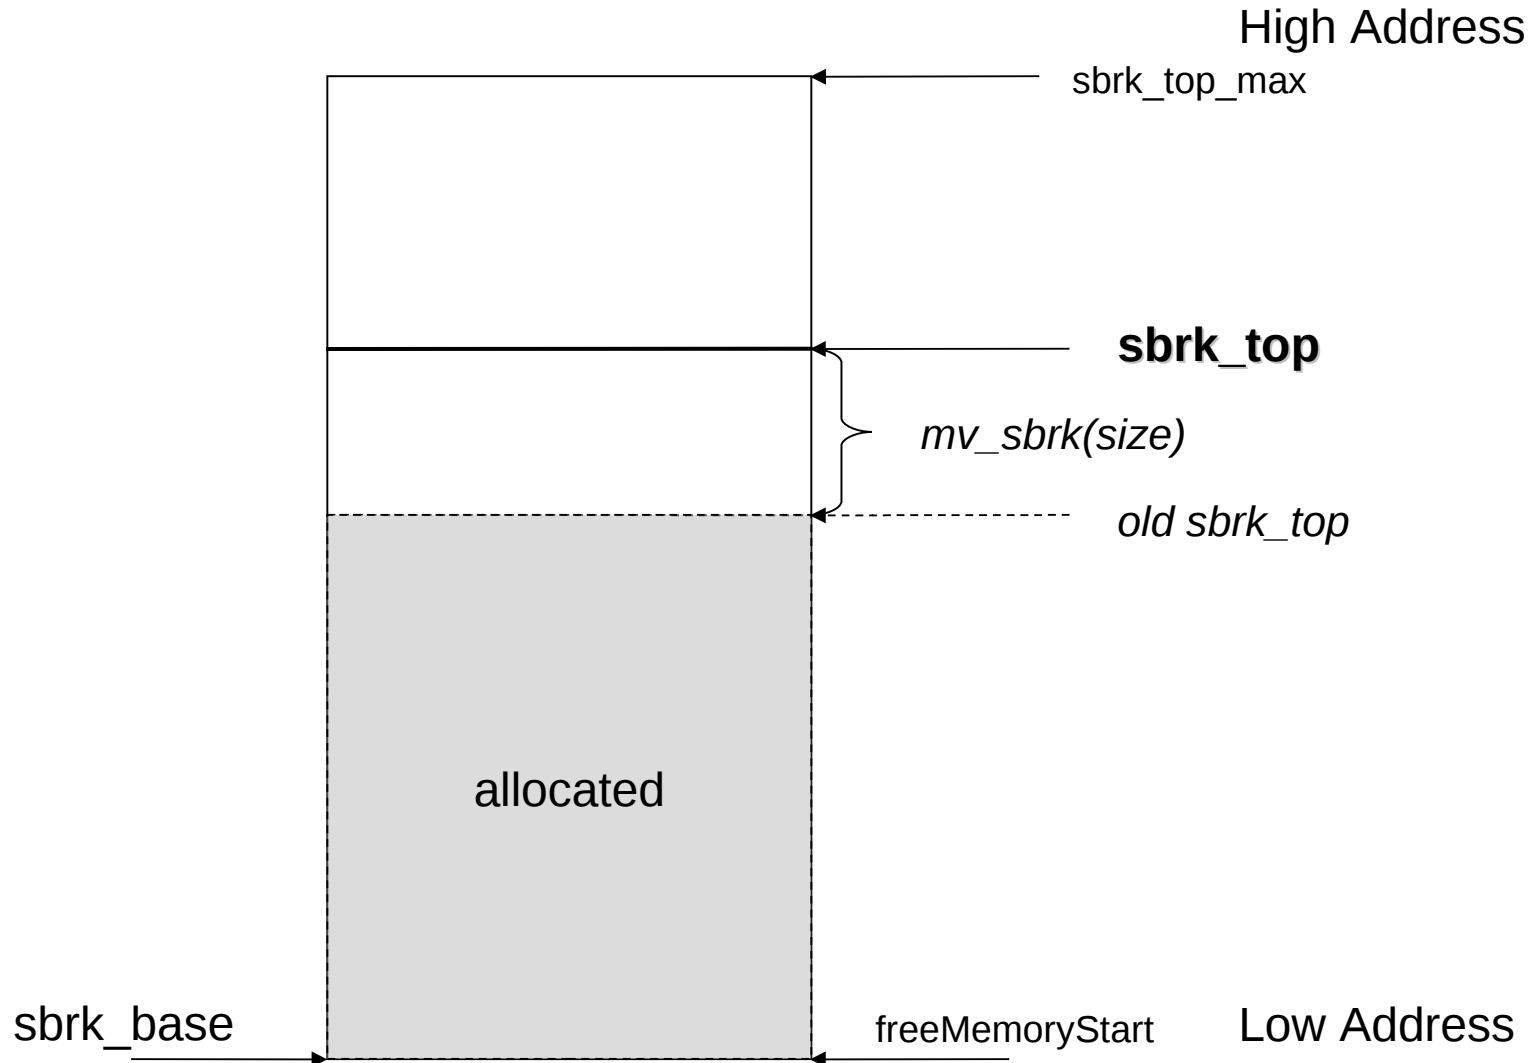 High Address
sbrk_top_max
sbrk_top
mv_sbrk(size)
old sbrk_top
allocated
sbrk_base
freeMemoryStart
Low Address